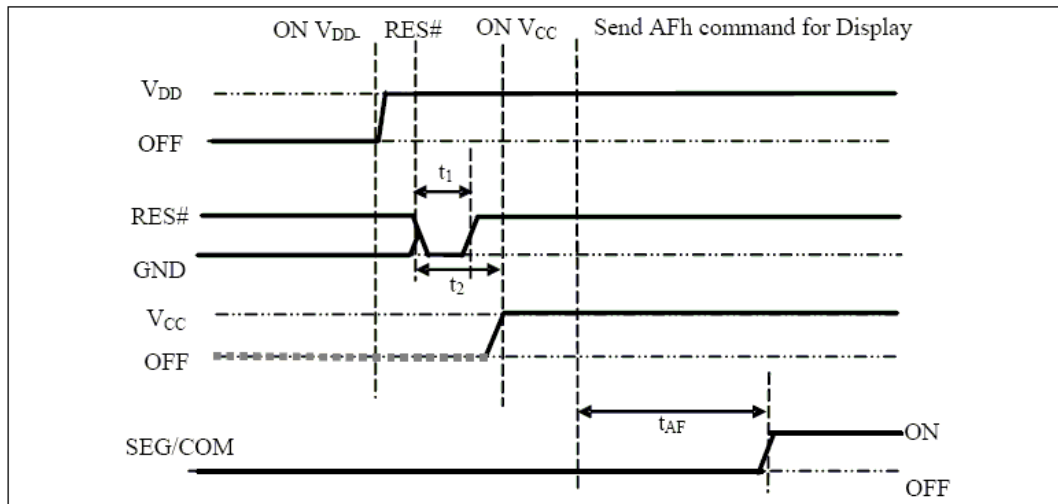 ON VDD- RES# ON VCC Send AFh command for Display
VDD
OFF
t1
RES#
GND
t2
VCC
OFF
tAF
SEG/COM
ON
OFF